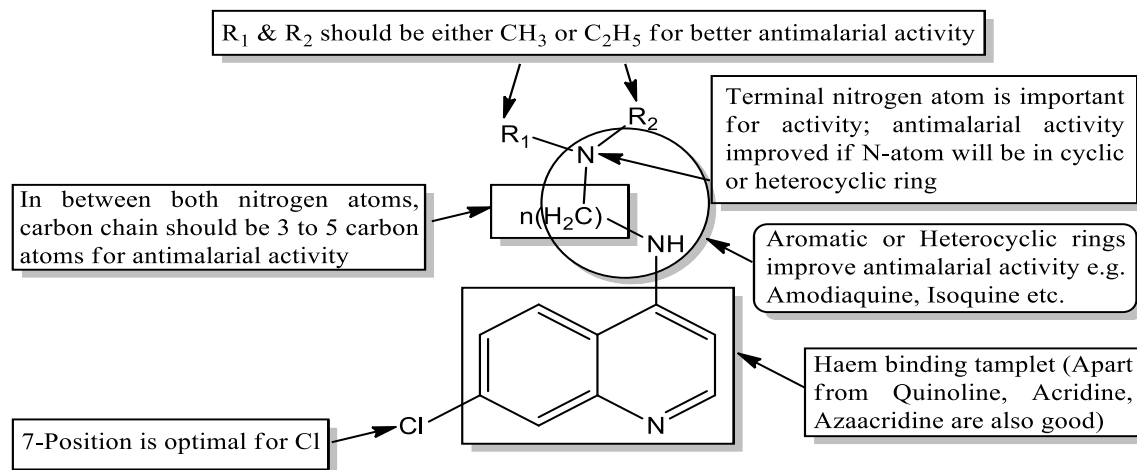 R₁ & R₂ should be either CH₃ or C₂H₅ for better antimalarial activity
Terminal nitrogen atom is important
for activity; antimalarial activity
improved if N-atom will be in cyclic
or heterocyclic ring
R₁
R₂
N
In between both nitrogen atoms,
carbon chain should be 3 to 5 carbon
atoms for antimalarial activity
n(H₂C)
NH
Aromatic or Heterocyclic rings
improve antimalarial activity e.g.
Amodiaquine, Isoquine etc.
Haem binding tamplet (Apart
from Quinoline, Acridine,
Azaacridine are also good)
7-Position is optimal for Cl
Cl
N